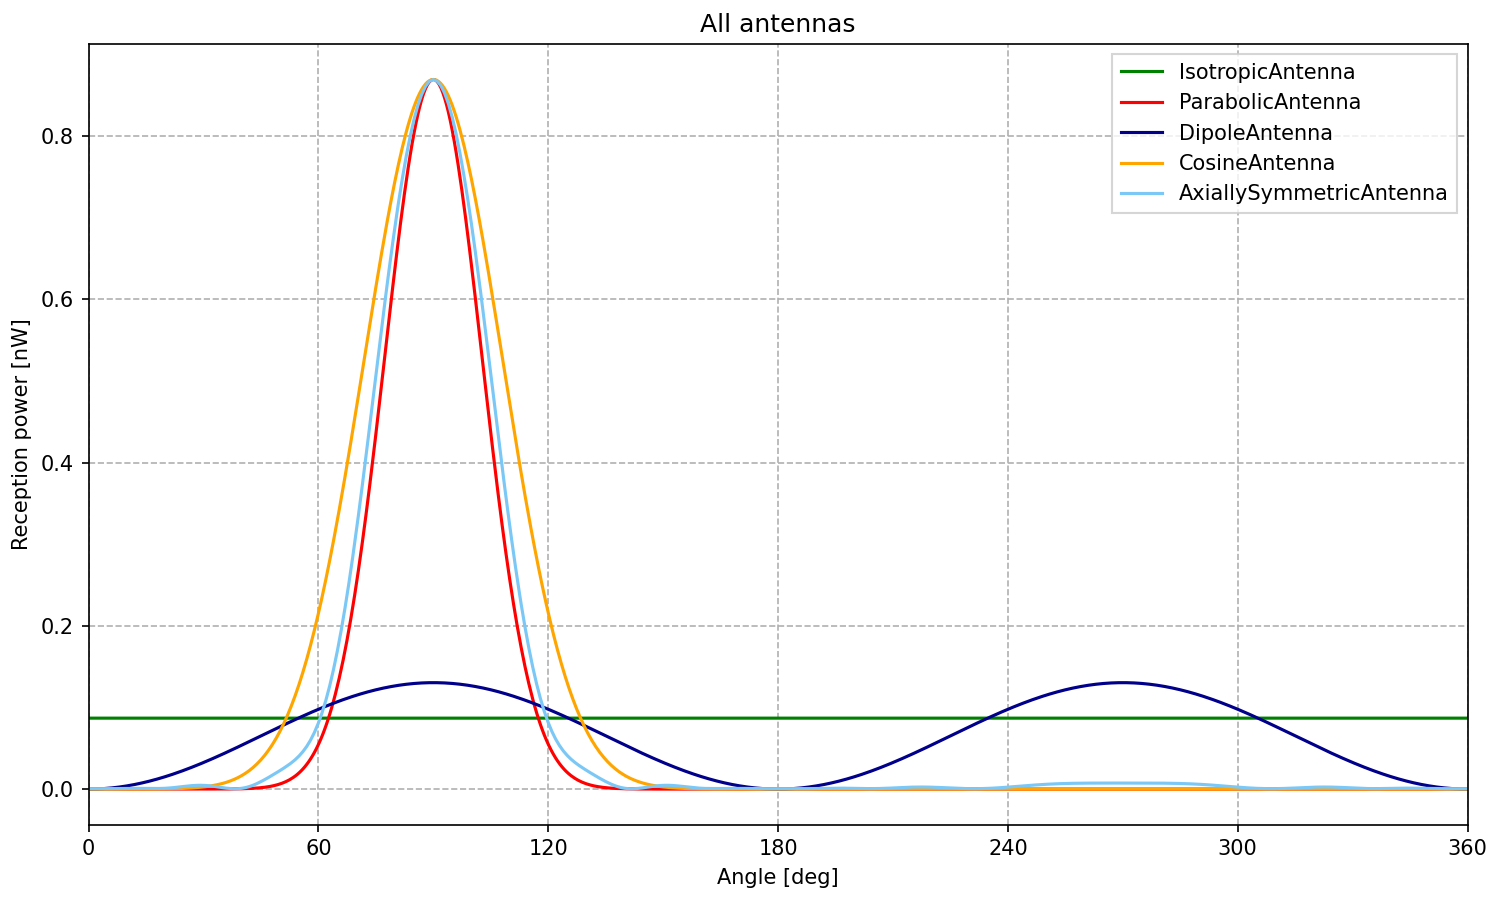 All antennas
Reception power [nW]
0.8
0.6
0.4
0.2
0.0
0 60 120 180 240 300 360
Angle [deg]
IsotropicAntenna
ParabolicAntenna
DipoleAntenna
CosineAntenna
AxiallySymmetricAntenna